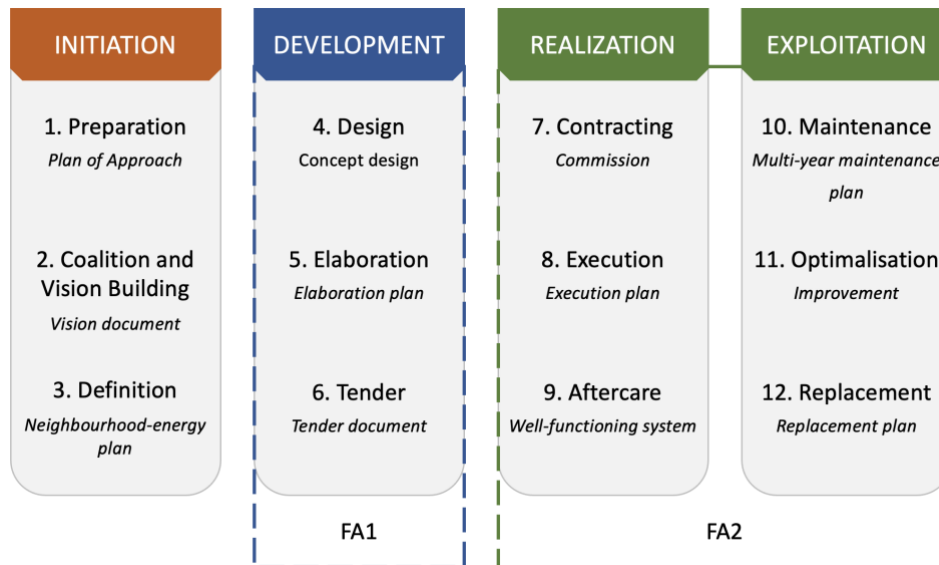 INITIATION
1. Preparation
Plan of Approach
2. Coalition and
Vision Building
Vision document
3. Definition
Neighbourhood-energy
plan
DEVELOPMENT
4. Design
Concept design
5. Elaboration
Elaboration plan
6. Tender
Tender document
FA1
REALIZATION
7. Contracting
Commission
8. Execution
Execution plan
9. Aftercare
Well-functioning system
EXPLOITATION
10. Maintenance
Multi-year maintenance
plan
11. Optimalisation
Improvement
12. Replacement
Replacement plan
FA2